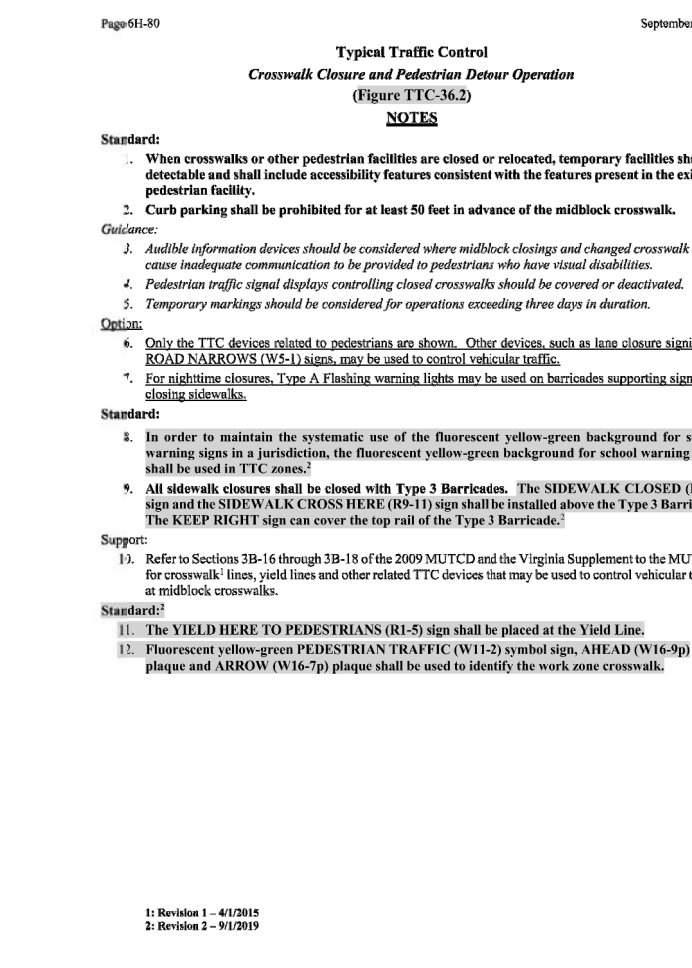 Page 6H-80 September
Typical Traffic Control
Crosswalk Closure and Pedestrian Detour Operation
(Figure TTC-36.2)
NOTES
Standard:
1. When crosswalks or other pedestrian facilities are closed or relocated, temporary facilities sh
detectable and shall include accessibility features consistent with the features present in the exi
pedestrian facility.
2. Curb parking shall be prohibited for at least 50 feet in advance of the midblock crosswalk.
Guidance:
3. Audible information devices should be considered where midblock closings and changed crosswalk
cause inadequate communication to be provided to pedestrians who have visual disabilities.
4. Pedestrian traffic signal displays controlling closed crosswalks should be covered or deactivated.
5. Temporary markings should be considered for operations exceeding three days in duration.
Option:
6. Only the TTC devices related to pedestrians are shown. Other devices, such as lane closure signi
ROAD NARROWS (W5-1) signs, may be used to control vehicular traffic.
7. For nighttime closures, Type A Flashing warning lights may be used on barricades supporting sign
closing sidewalks.
Standard:
8. In order to maintain the systematic use of the fluorescent yellow-green background for s
warning signs in a jurisdiction, the fluorescent yellow-green background for school warning
shall be used in TTC zones.²
9. All sidewalk closures shall be closed with Type 3 Barricades. The SIDEWALK CLOSED (
sign and the SIDEWALK CROSS HERE (R9-11) sign shall be installed above the Type 3 Barri
The KEEP RIGHT sign can cover the top rail of the Type 3 Barricade.²
Support:
10. Refer to Sections 3B-16 through 3B-18 of the 2009 MUTCD and the Virginia Supplement to the MU
for crosswalk¹ lines, yield lines and other related TTC devices that may be used to control vehicular t
at midblock crosswalks.
Standard:²
11. The YIELD HERE TO PEDESTRIANS (R1-5) sign shall be placed at the Yield Line.
12. Fluorescent yellow-green PEDESTRIAN TRAFFIC (W11-2) symbol sign, AHEAD (W16-9p)
plaque and ARROW (W16-7p) plaque shall be used to identify the work zone crosswalk.
1: Revision 1 – 4/1/2015
2: Revision 2 – 9/1/2019